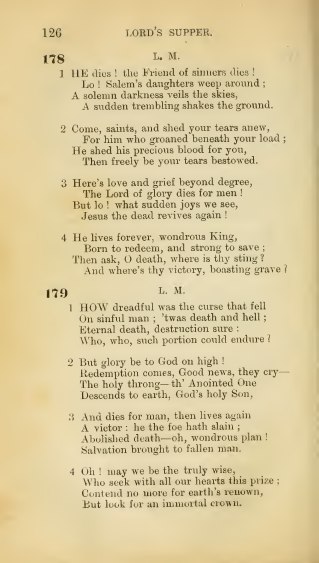 126 LORD'S SUPPER.
178 L. M.
1 HE dies ! the Friend of sinners dies !
Lo ! Salem's daughters weep around ;
A solemn darkness veils the skies,
A sudden trembling shakes the ground.
2 Come, saints, and shed your tears anew,
For him who groaned beneath your load ;
He shed his precious blood for you,
Then freely be your tears bestowed.
3 Here's love and grief beyond degree,
The Lord of glory dies for men !
But lo ! what sudden joys we see,
Jesus the dead revives again !
4 He lives forever, wondrous King,
Born to redeem, and strong to save ;
Then ask, O death, where is thy sting ?
And where's thy victory, boasting grave ?
179 L. M.
1 HOW dreadful was the curse that fell
On sinful man ; 'twas death and hell ;
Eternal death, destruction sure :
Who, who, such portion could endure ?
2 But glory be to God on high !
Redemption comes, Good news, they cry—
The holy throng—th' Anointed One
Descends to earth, God's holy Son,
3 And dies for man, then lives again
A victor : he the foe hath slain ;
Abolished death—oh, wondrous plan !
Salvation brought to fallen man.
4 Oh ! may we be the truly wise,
Who seek with all our hearts this prize ;
Contend no more for earth's renown,
But look for an immortal crown.